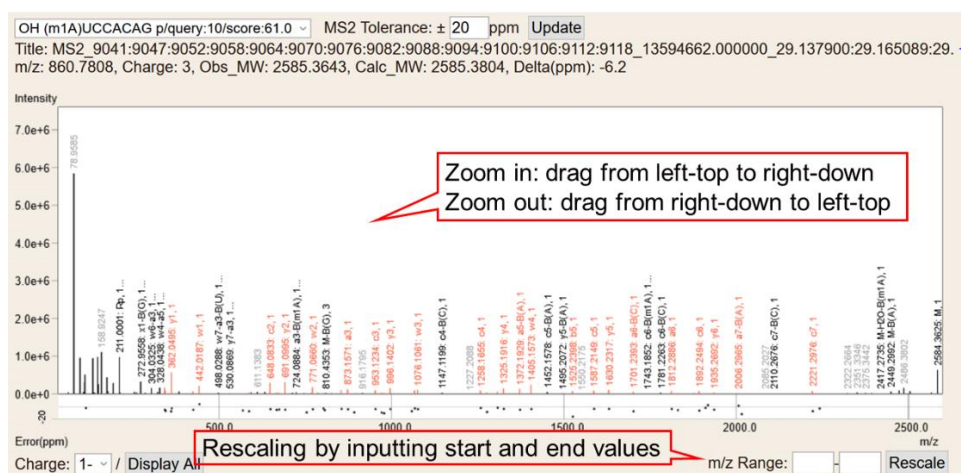 OH (m1A)UCCACAG p/query:10/score:61.0 MS2 Tolerance: ± 20 ppm Update
Title: MS2_9041:9047:9052:9058:9064:9070:9076:9082:9088:9094:9100:9106:9112:9118_13594662.000000_29.137900:29.165089:29.
m/z: 860.7808, Charge: 3, Obs_MW: 2585.3643, Calc_MW: 2585.3804, Delta(ppm): -6.2
Intensity
7.0e+6
6.0e+6
5.0e+6
4.0e+6
3.0e+6
2.0e+6
1.0e+6
0.0e+0
78.9585
158.9247
211.0001: Rp, 1...
272.9558: x1-B(G), 1...
304.0325: w6-a3, 1...
328.0438: w4-a5, 1...
362.0495: y1, 1
442.0187: w1, 1
498.0288: w7-a3-B(U), 1...
530.0869: y7-a3, 1...
611.1383
648.0833: c2, 1
691.0905: y2, 1
724.0884: a3-B(m1A), 1...
771.0660: w2, 1
810.4353: M-B(G), 3
873.1571: a3, 1
916.1795
953.1234: c3, 1
996.1402: y3, 1
1076.1061: w3, 1
1147.1199: c4-B(C), 1
1227.2088
1258.1655: c4, 1
1325.1916: y4, 1
1372.1929: a5-B(A), 1
1405.1573: w4, 1
1452.1578: c5-B(A), 1
1495.2072: y5-B(A), 1
1525.2385: b5, 1
1550.2175
1587.2149: c5, 1
1630.2317: y5, 1
1701.2393: a6-B(C), 1
1743.1852: c6-B(m1A), 1...
1781.2263: c6-B(C), 1
1812.2886: a6, 1
1892.2494: c6, 1
1935.2692: y6, 1
2006.2965: a7-B(A), 1
2085.2027
2110.2676: c7-B(C), 1
2221.2976: c7, 1
2322.2664
2351.3346
2375.3442
2417.2735: M-H2O-B(m1A), 1
2449.2992: M-B(A), 1
2486.3802
2584.3625: M, 1
Zoom in: drag from left-top to right-down
Zoom out: drag from right-down to left-top
20
-20
500.0
1000.0
1500.0
2000.0
2500.0
Error(ppm)
m/z
Rescaling by inputting start and end values
Charge: 1- / Display All
m/z Range: - Rescale